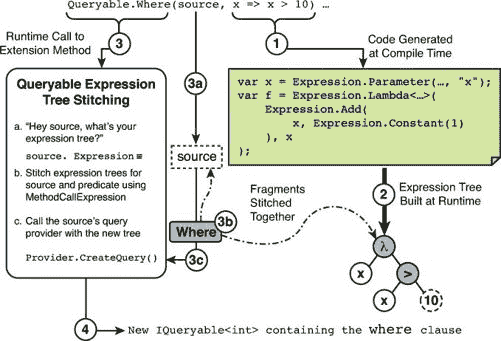 Queryable.Where(source, x => x > 10) …
Runtime Call to
Extension Method
3
1
Code Generated
at Compile Time
3a
Queryable Expression
Tree Stitching
a. "Hey source, what's your
expression tree?"
source. Expression≡
b. Stitch expression trees for
source and predicate using
MethodCallExpression
c. Call the source's query
provider with the new tree
Provider.CreateQuery()
var x = Expression.Parameter(…, "x");
var f = Expression.Lambda<…>(
Expression.Add(
x, Expression.Constant(1)
), x
);
source
Fragments
Stitched
Together
2
Expression Tree
Built at Runtime
3b
Where
3c
λ
x
>
x
10
4
New IQueryable<int> containing the where clause